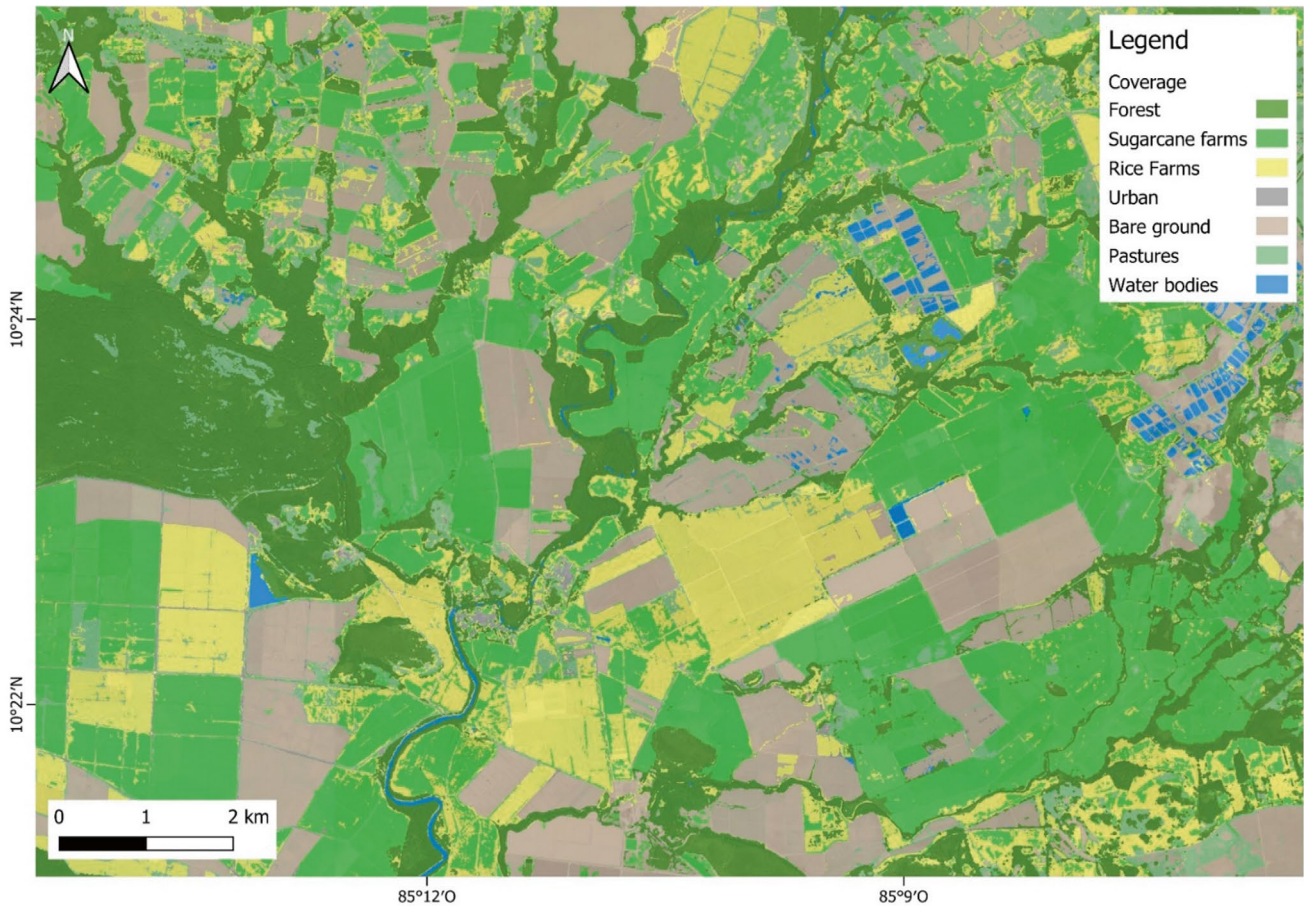 N
Legend
Coverage
Forest
Sugarcane farms
Rice Farms
Urban
Bare ground
Pastures
Water bodies
10°24'N
10°22'N
0 1 2 km
85°12'O
85°9'O